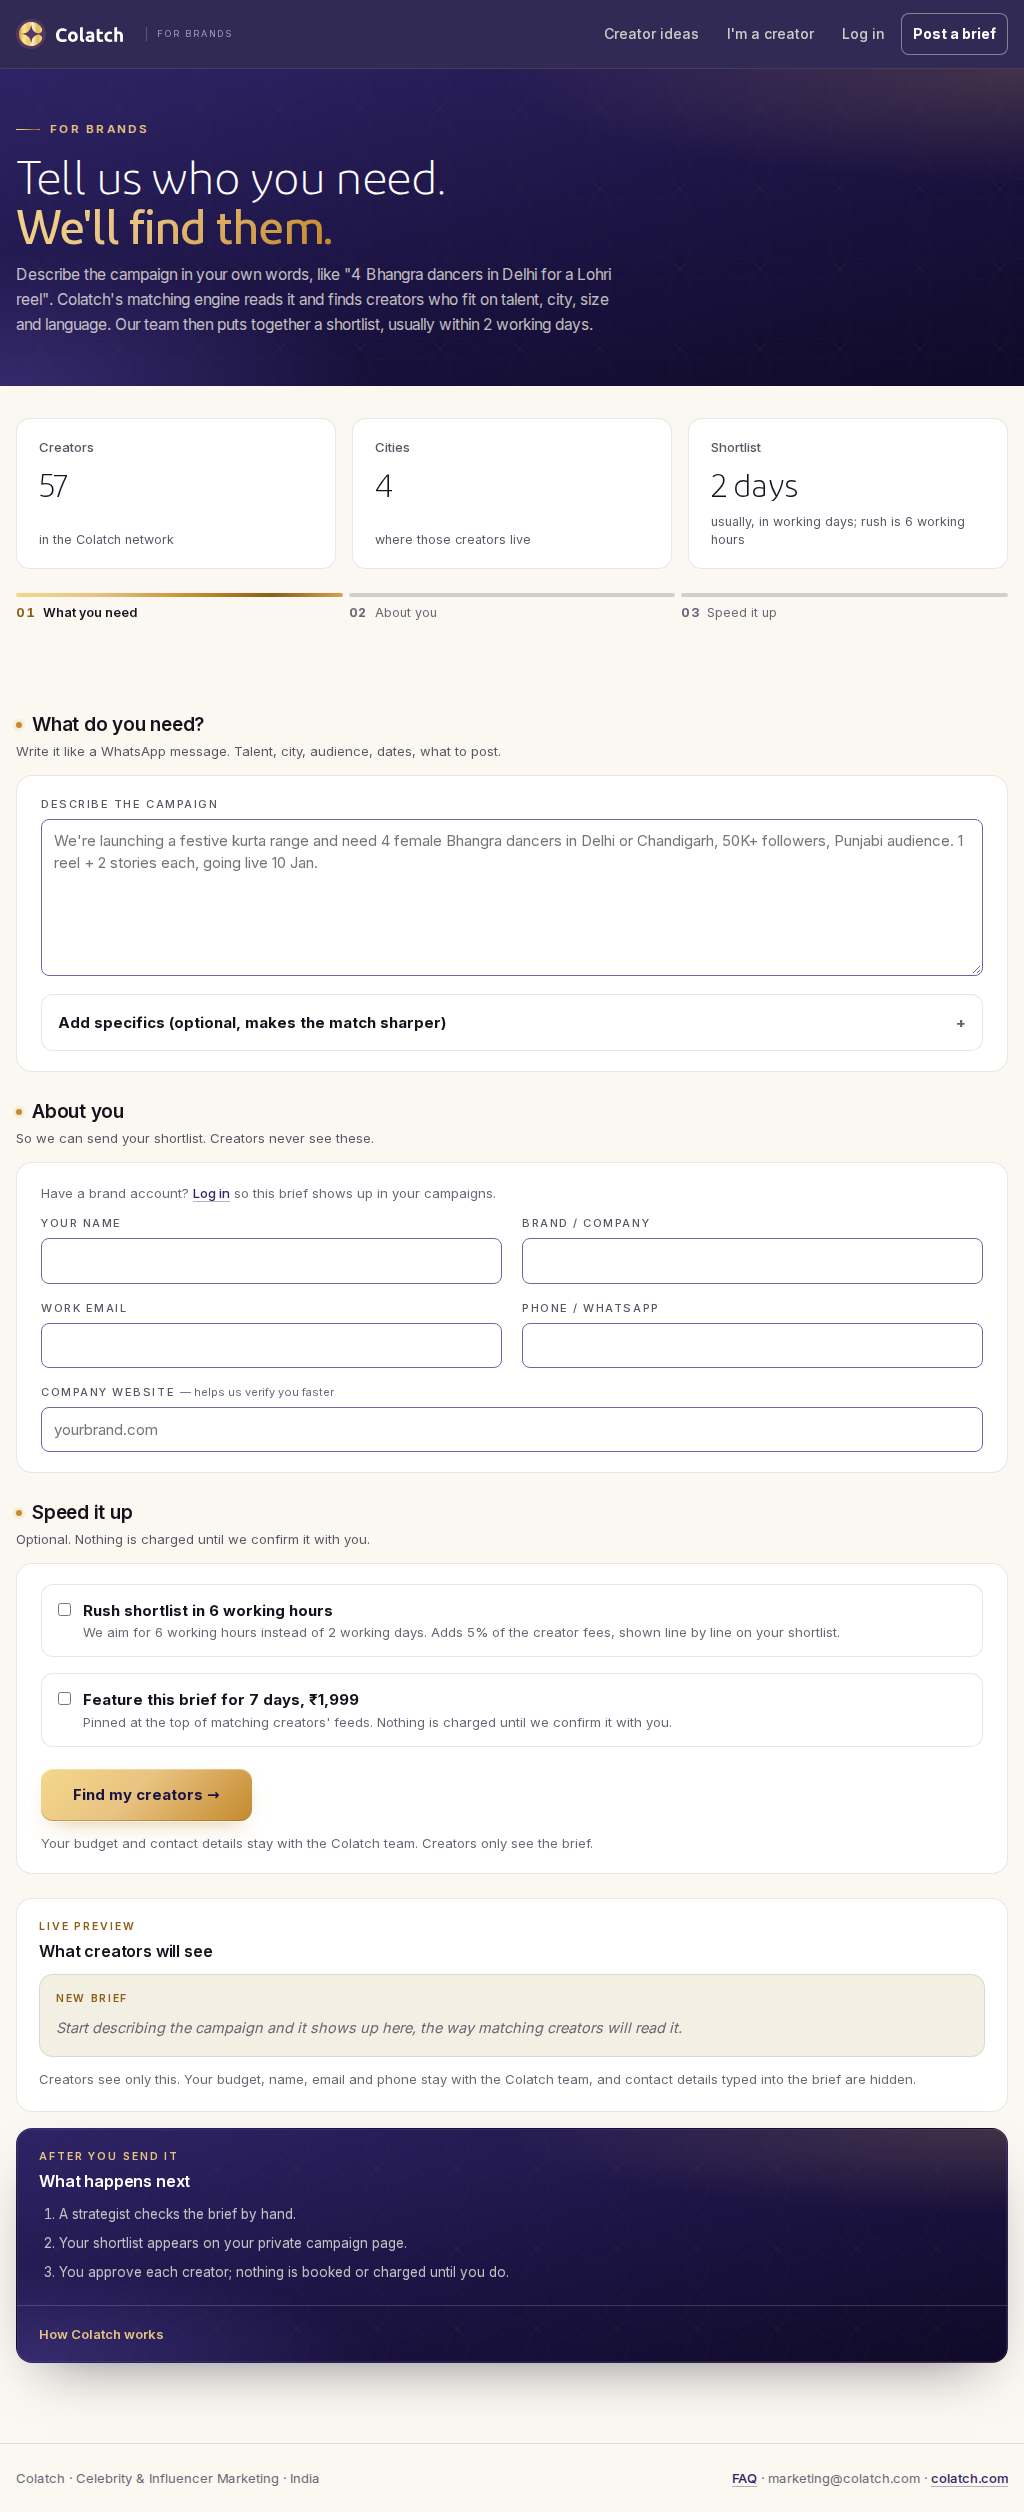 Colatch
FOR BRANDS
Creator ideas
I'm a creator
Log in
Post a brief
FOR BRANDS
Tell us who you need.
We'll find them.
Describe the campaign in your own words, like "4 Bhangra dancers in Delhi for a Lohri
reel". Colatch's matching engine reads it and finds creators who fit on talent, city, size
and language. Our team then puts together a shortlist, usually within 2 working days.
Creators
57
in the Colatch network
Cities
4
where those creators live
Shortlist
2 days
usually, in working days; rush is 6 working
hours
01 What you need
02 About you
03 Speed it up
What do you need?
Write it like a WhatsApp message. Talent, city, audience, dates, what to post.
DESCRIBE THE CAMPAIGN
We're launching a festive kurta range and need 4 female Bhangra dancers in Delhi or Chandigarh, 50K+ followers, Punjabi audience. 1
reel + 2 stories each, going live 10 Jan.
Add specifics (optional, makes the match sharper)
+
About you
So we can send your shortlist. Creators never see these.
Have a brand account? Log in so this brief shows up in your campaigns.
YOUR NAME
BRAND / COMPANY
WORK EMAIL
PHONE / WHATSAPP
COMPANY WEBSITE — helps us verify you faster
yourbrand.com
Speed it up
Optional. Nothing is charged until we confirm it with you.
Rush shortlist in 6 working hours
We aim for 6 working hours instead of 2 working days. Adds 5% of the creator fees, shown line by line on your shortlist.
Feature this brief for 7 days, ₹1,999
Pinned at the top of matching creators' feeds. Nothing is charged until we confirm it with you.
Find my creators →
Your budget and contact details stay with the Colatch team. Creators only see the brief.
LIVE PREVIEW
What creators will see
NEW BRIEF
Start describing the campaign and it shows up here, the way matching creators will read it.
Creators see only this. Your budget, name, email and phone stay with the Colatch team, and contact details typed into the brief are hidden.
AFTER YOU SEND IT
What happens next
1. A strategist checks the brief by hand.
2. Your shortlist appears on your private campaign page.
3. You approve each creator; nothing is booked or charged until you do.
How Colatch works
Colatch · Celebrity & Influencer Marketing · India
FAQ · marketing@colatch.com · colatch.com